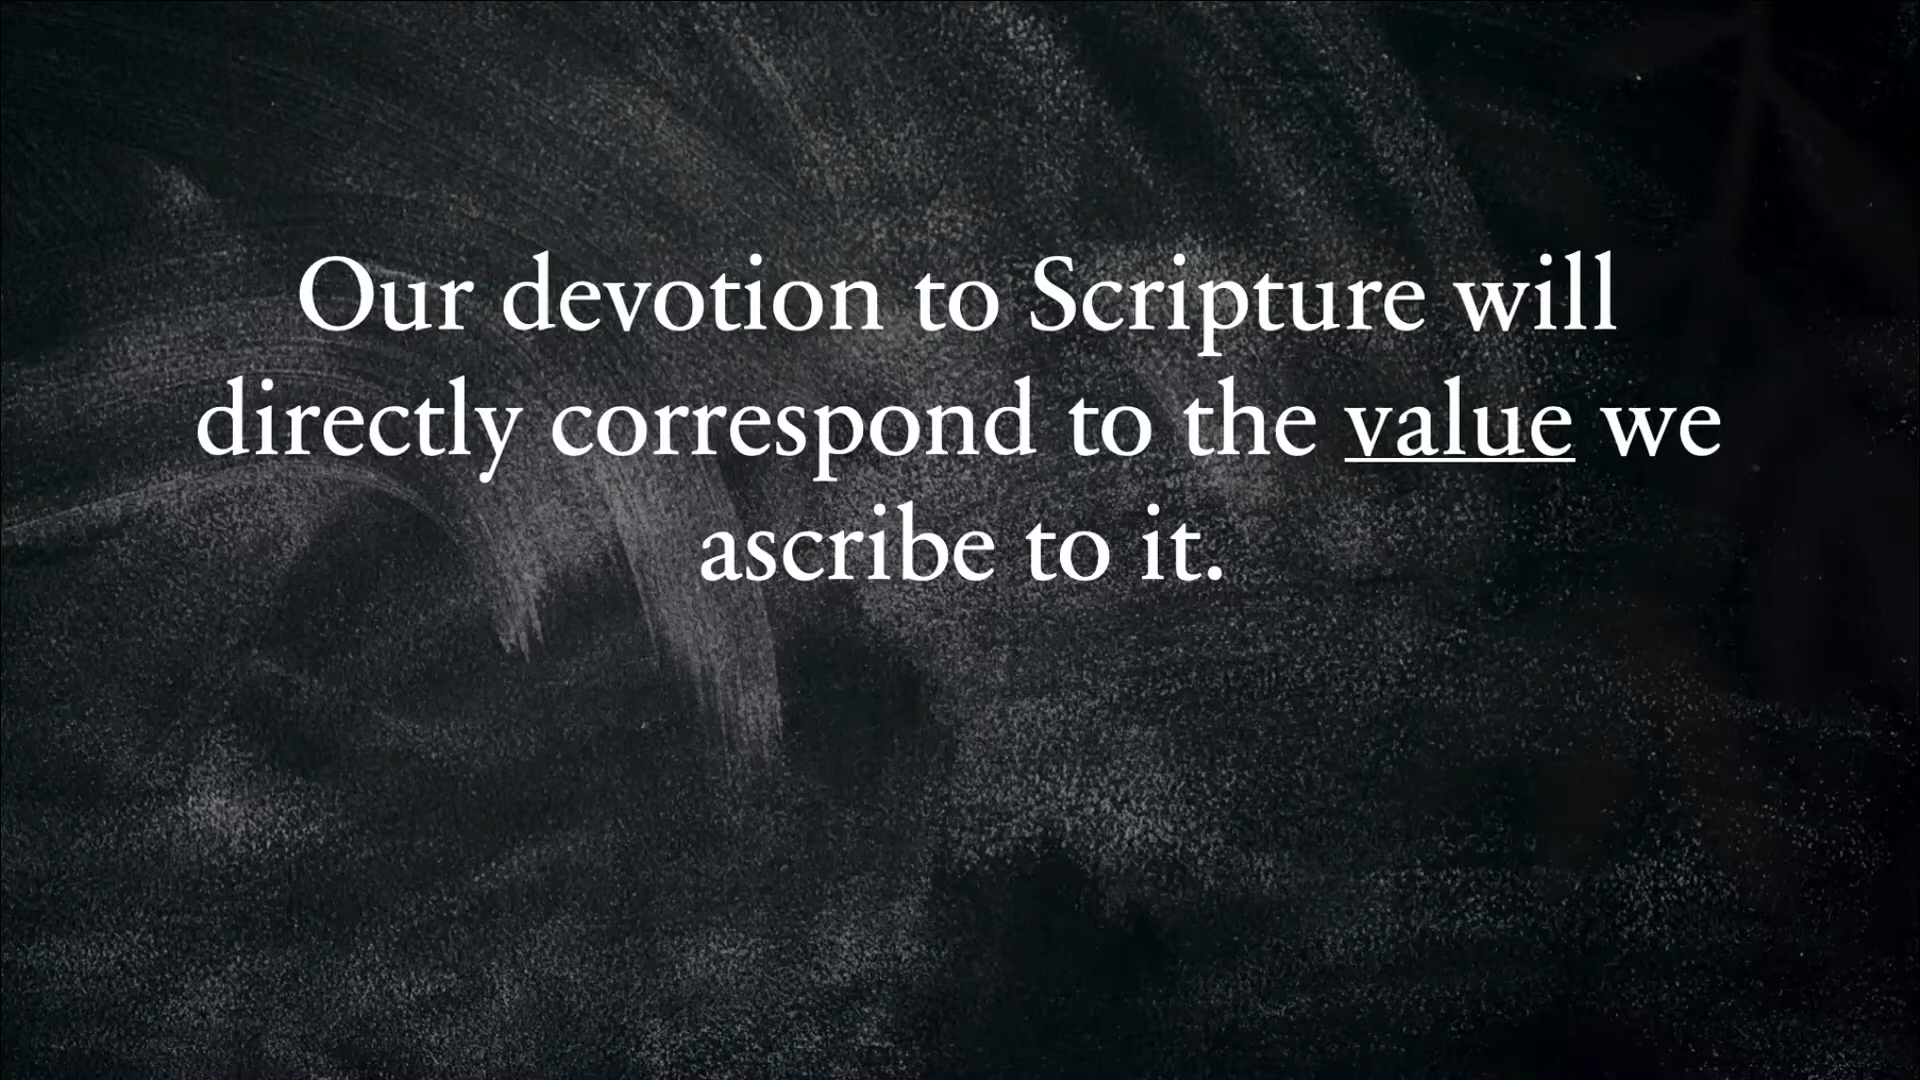 Our devotion to Scripture will
directly correspond to the value we
ascribe to it.